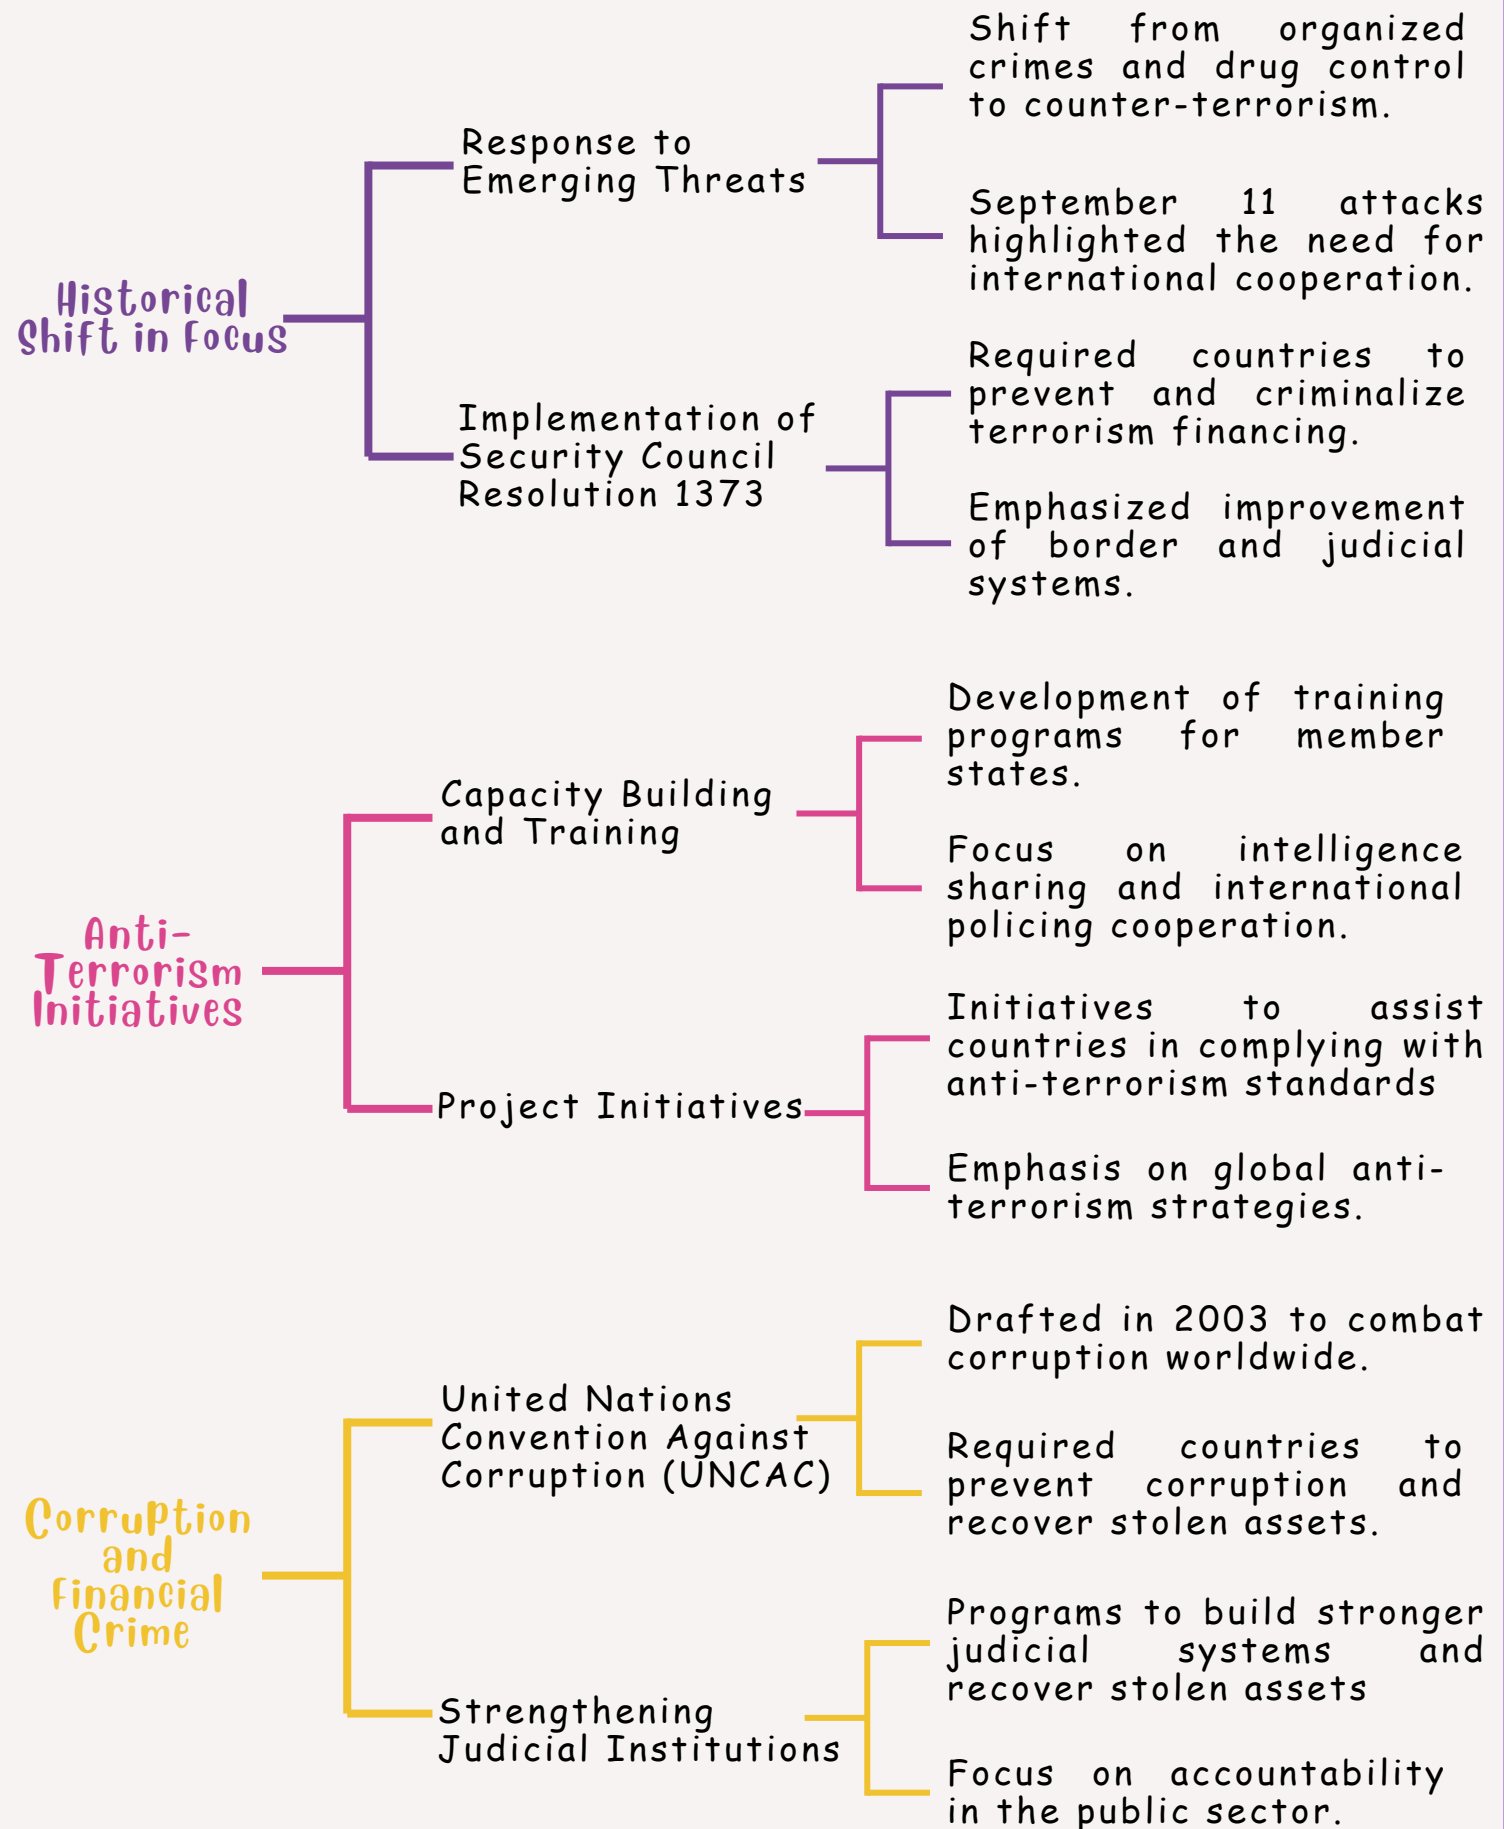 Historical
Shift in Focus
Response to
Emerging Threats
Shift from organized
crimes and drug control
to counter-terrorism.
September 11 attacks
highlighted the need for
international cooperation.
Implementation of
Security Council
Resolution 1373
Required countries to
prevent and criminalize
terrorism financing.
Emphasized improvement
of border and judicial
systems.
Anti-
Terrorism
Initiatives
Capacity Building
and Training
Development of training
programs for member
states.
Focus on intelligence
sharing and international
policing cooperation.
Project Initiatives
Initiatives to assist
countries in complying with
anti-terrorism standards
Emphasis on global anti-
terrorism strategies.
Corruption
and
Financial
Crime
United Nations
Convention Against
Corruption (UNCAC)
Drafted in 2003 to combat
corruption worldwide.
Required countries to
prevent corruption and
recover stolen assets.
Strengthening
Judicial Institutions
Programs to build stronger
judicial systems and
recover stolen assets
Focus on accountability
in the public sector.